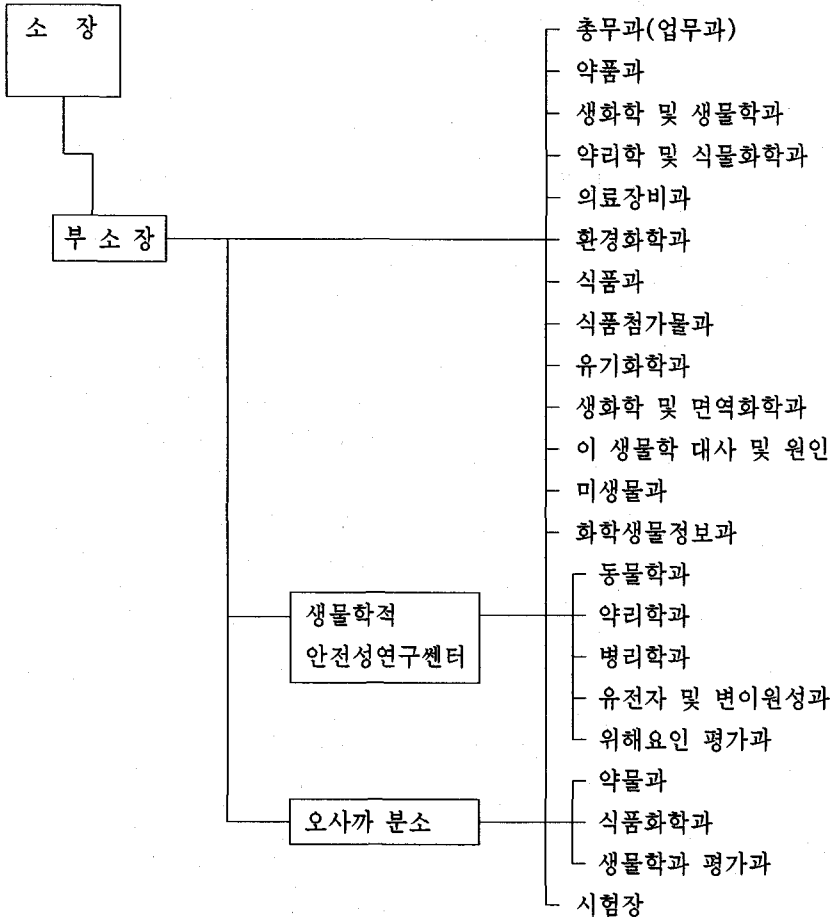 소 장
총무과(업무과)
약품과
생화학 및 생물학과
약리학 및 식물화학과
의료장비과
부 소 장
환경화학과
식품과
식품첨가물과
유기화학과
생화학 및 면역화학과
이 생물학 대사 및 원인
미생물과
화학생물정보과
생물학적
안전성연구쎈터
동물학과
약리학과
병리학과
유전자 및 변이원성과
위해요인 평가과
오사까 분소
약물과
식품화학과
생물학과 평가과
시험장